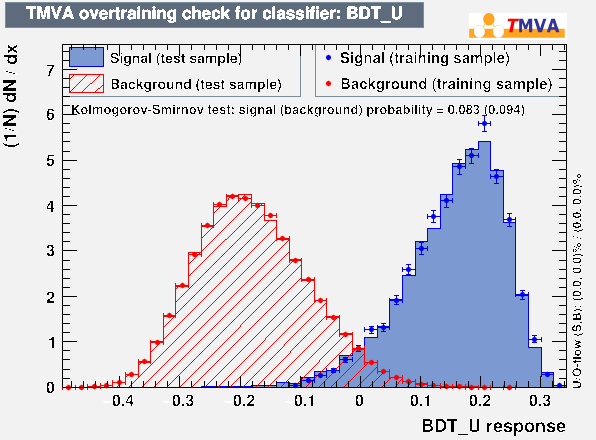 TMVA overtraining check for classifier: BDT_U
TMVA
(1/N) dN / dx
Signal (test sample)
Background (test sample)
Signal (training sample)
Background (training sample)
Kolmogorov-Smirnov test: signal (background) probability = 0.083 (0.094)
7
6
5
4
3
2
1
0
-0.4 -0.3 -0.2 -0.1 0 0.1 0.2 0.3
BDT_U response
U/O-flow (S,B): (0.0, 0.0)% / (0.0, 0.0)%